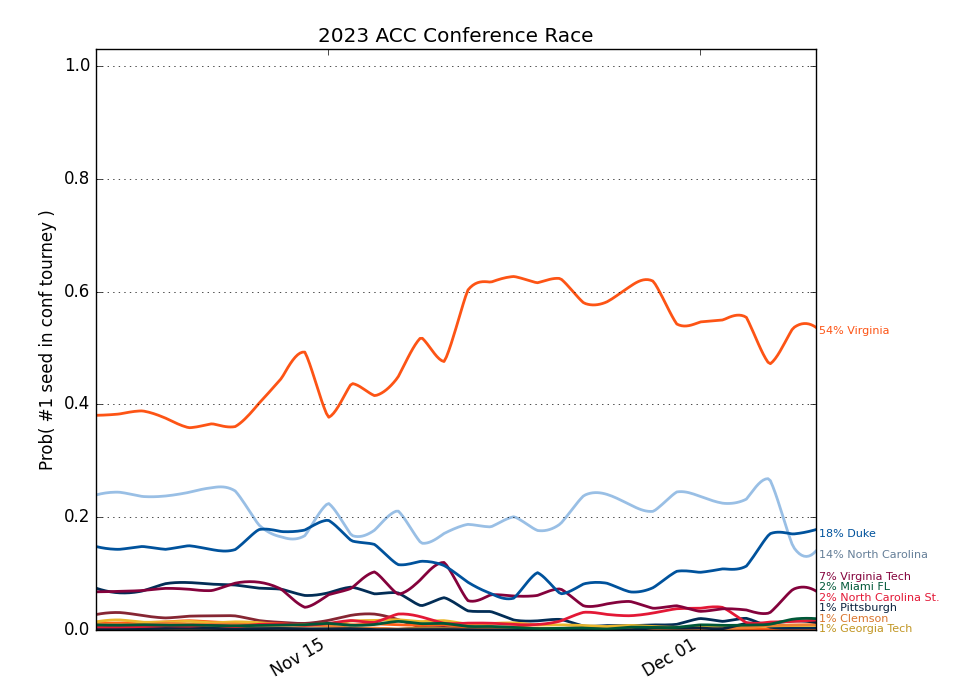 2023 ACC Conference Race
Prob( #1 seed in conf tourney )
1.0
0.8
0.6
0.4
0.2
0.0
Nov 15
Dec 01
54% Virginia
18% Duke
14% North Carolina
7% Virginia Tech
2% Miami FL
2% North Carolina St.
1% Pittsburgh
1% Clemson
1% Georgia Tech